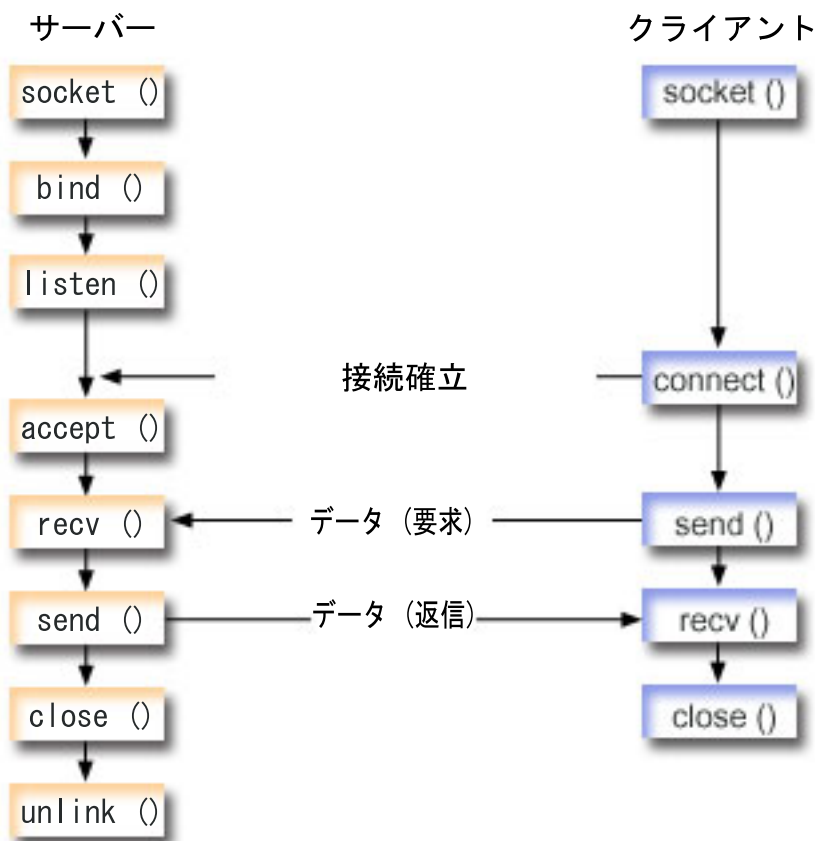 サーバー
クライアント
socket ()
socket ()
bind ()
listen ()
接続確立
connect ()
accept ()
recv ()
データ (要求)
send ()
send ()
データ (返信)
recv ()
close ()
close ()
unlink ()